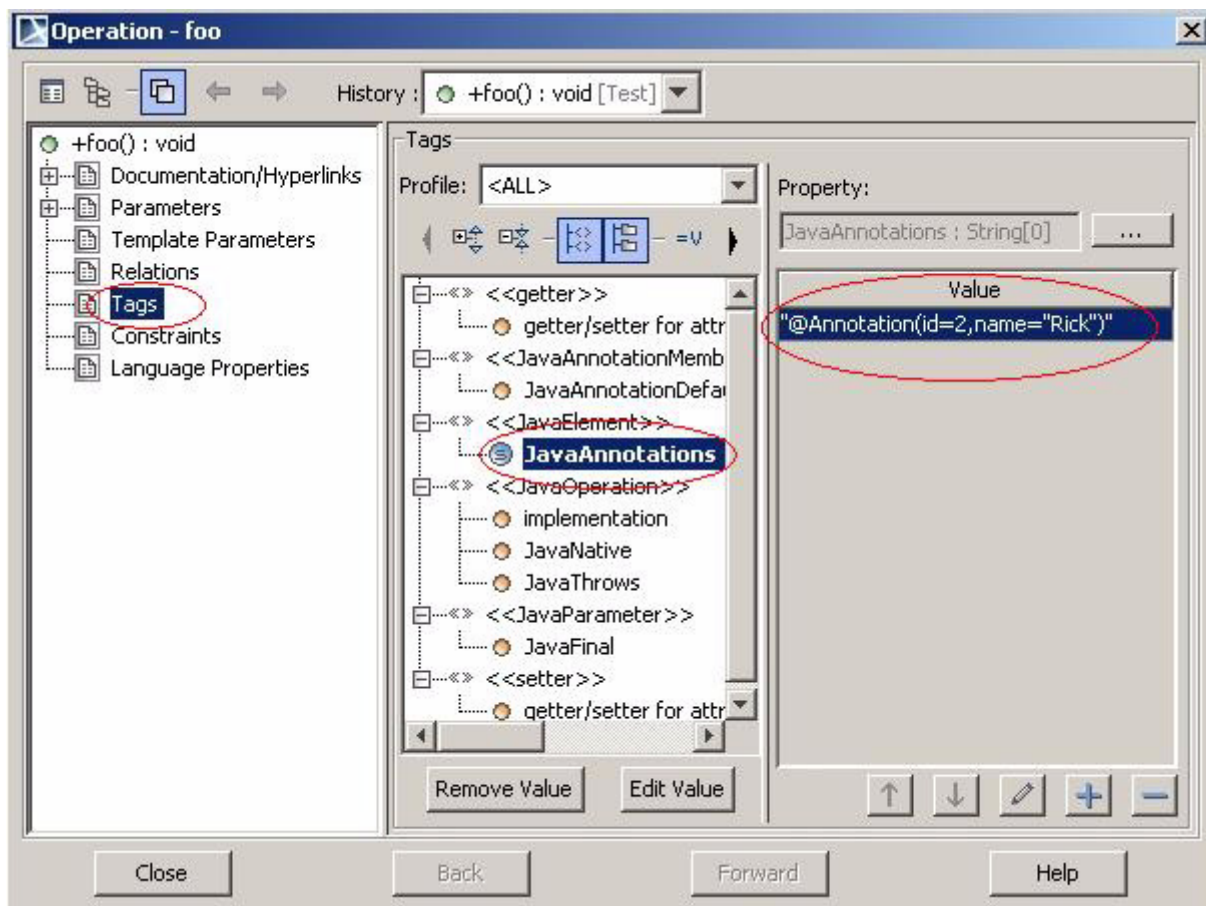 Operation - foo
History : +foo() : void [Test]
+foo() : void
Documentation/Hyperlinks
Parameters
Template Parameters
Relations
Tags
Constraints
Language Properties
Tags
Profile: <ALL>
=v
<<getter>>
getter/setter for attr
<<JavaAnnotationMemb
JavaAnnotationDefa
<<JavaElement>>
JavaAnnotations
<<JavaOperation>>
implementation
JavaNative
JavaThrows
<<JavaParameter>>
JavaFinal
<<setter>>
getter/setter for attr
Remove Value Edit Value
Property:
JavaAnnotations : String[0] ...
Value
"@Annotation(id=2,name="Rick")"
Close Back Forward Help